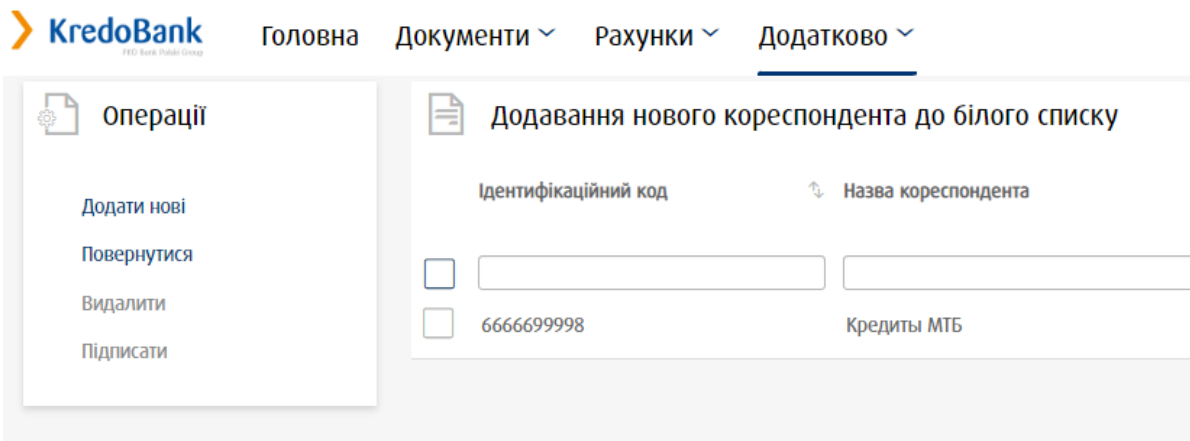 KredoBank
PKO Bank Polski Group
Головна Документи Рахунки Додатково
Операції
Додати нові
Повернутися
Видалити
Підписати
Додавання нового кореспондента до білого списку
Ідентифікаційний код Назва кореспондента
6666699998 Кредиты МТБ